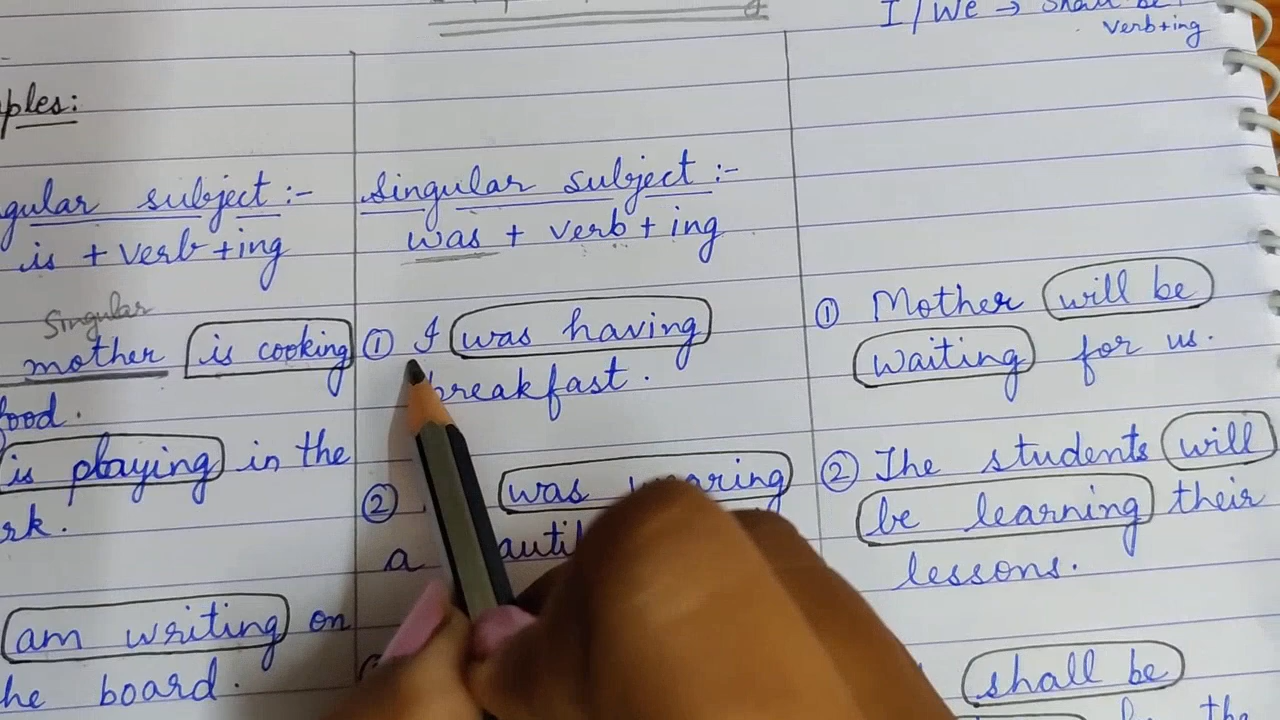 I/We → shall be
verb+ing
ples:
gular subject :-
is + verb +ing
Singular
mother is cooking
food.
is playing in the
rk.
am writing on
he board.
Singular subject :-
was + verb + ing
① I was having
breakfast.
② was wearing
a
① Mother will be
waiting for us.
② The students will
be learning their
lessons.
shall be
the